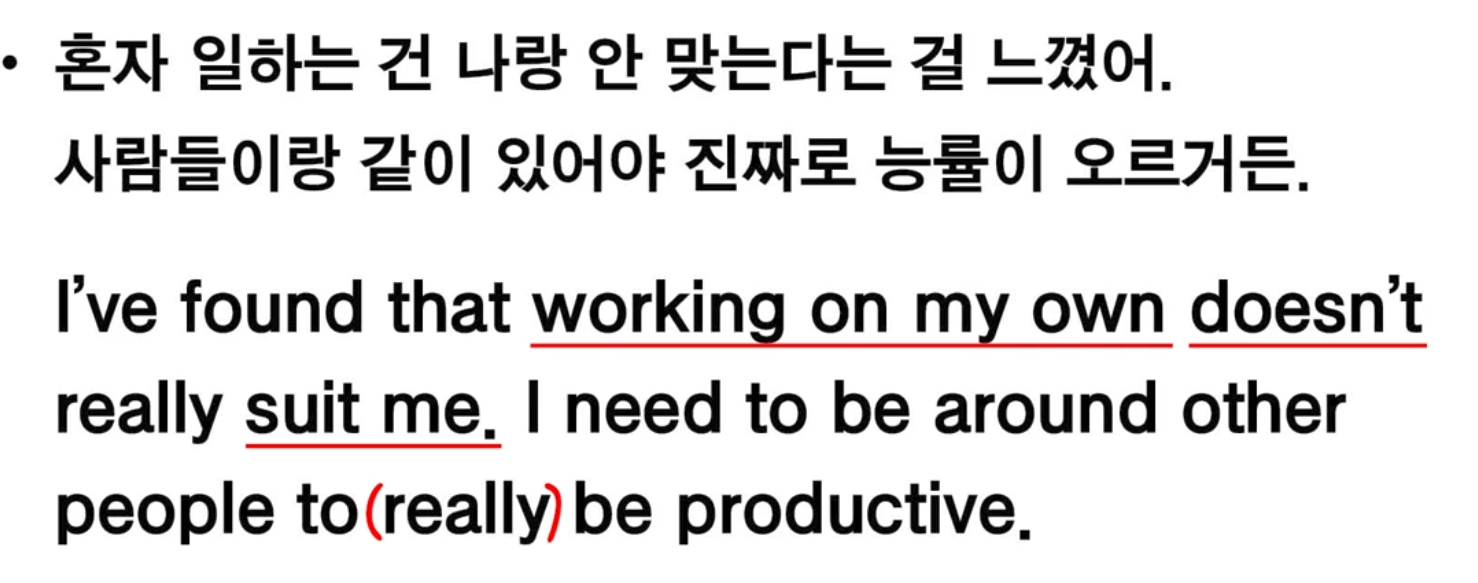 • 혼자 일하는 건 나랑 안 맞는다는 걸 느꼈어.
사람들이랑 같이 있어야 진짜로 능률이 오르거든.
I’ve found that working on my own doesn’t
really suit me. I need to be around other
people to (really) be productive.